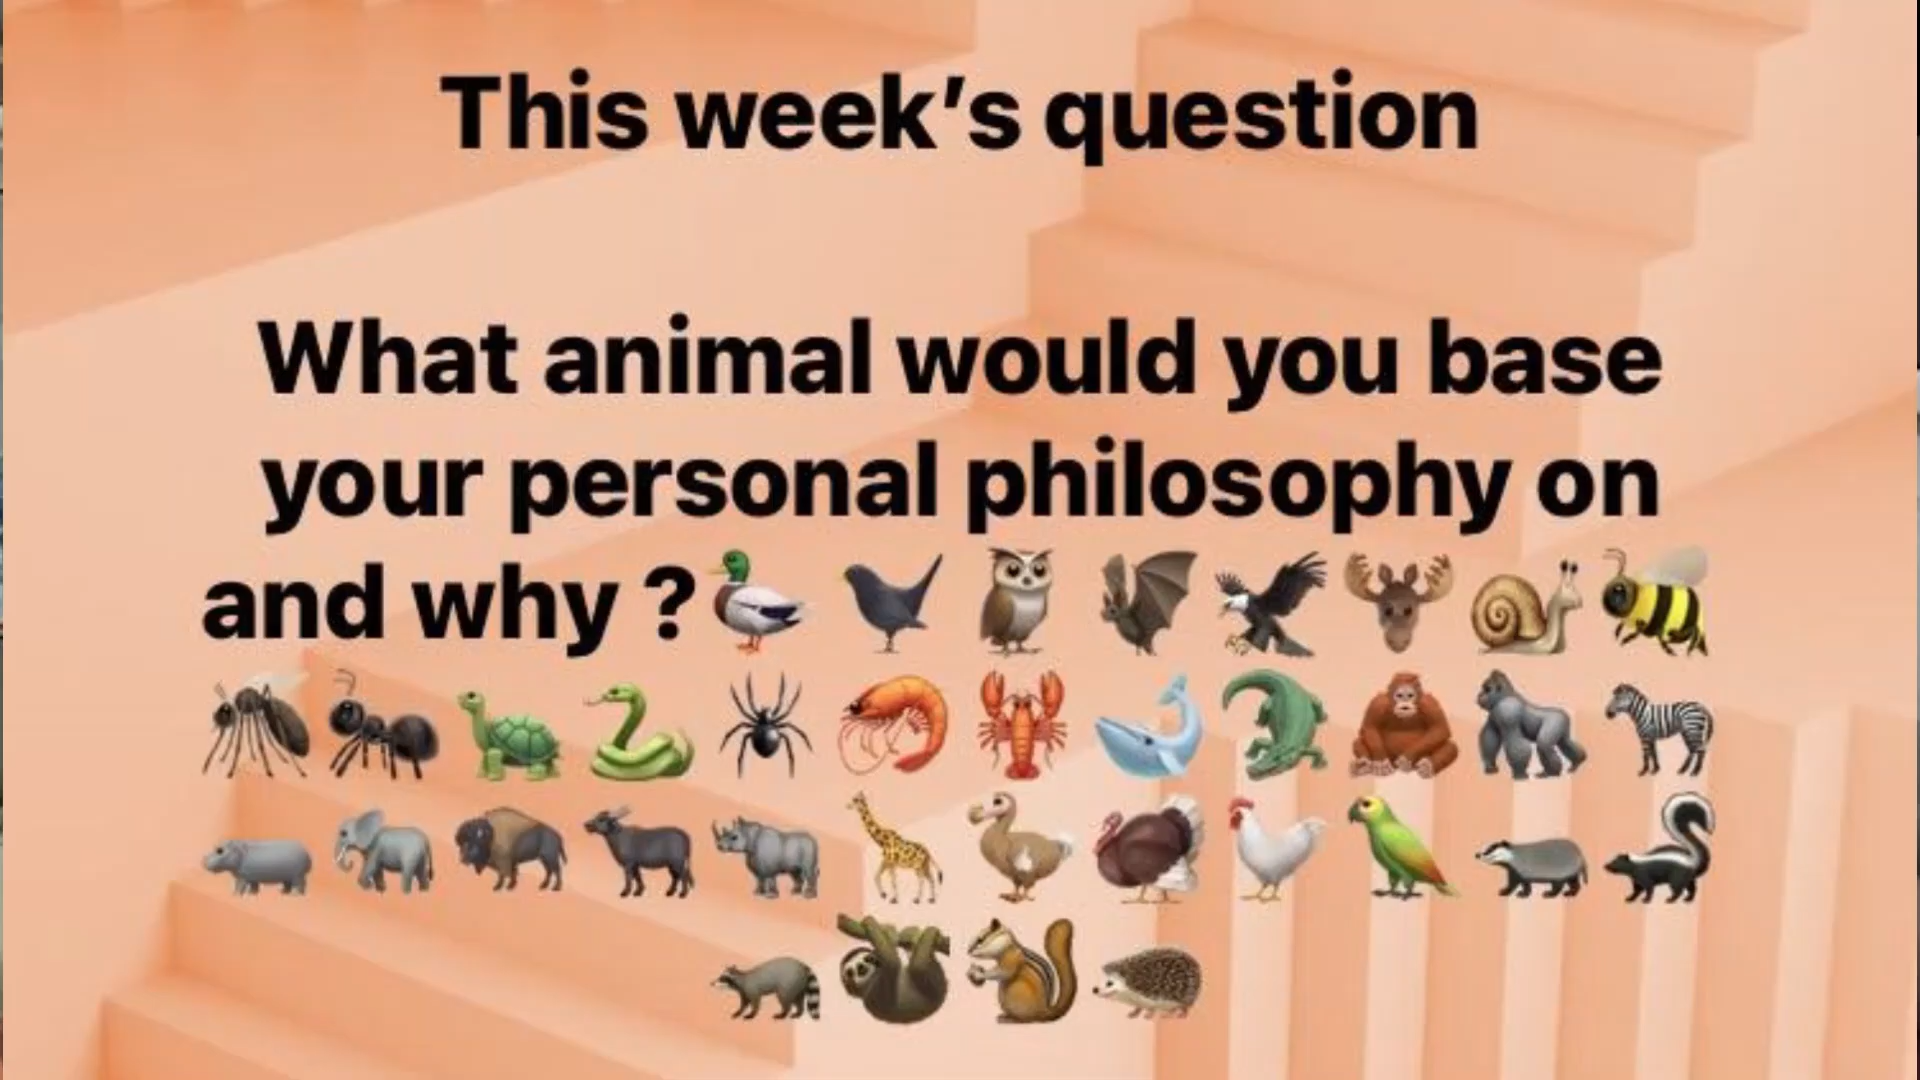 This week’s question
What animal would you base
your personal philosophy on
and why ?